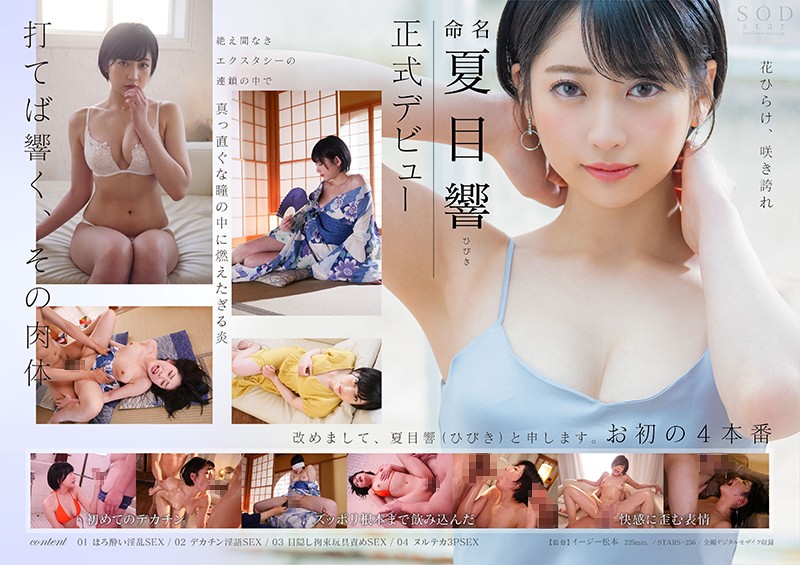 SOD
star
花ひらけ、咲き誇れ
命名
夏目響
ひびき
正式デビュー
絶え間なき
エクスタシーの
連鎖の中で
真っ直ぐな瞳の中に燃えたぎる炎
打てば響く、その肉体
改めまして、夏目響(ひびき)と申します。お初の4本番
初めてのデカチン
ズッポリ根本まで飲み込んだ
快感に歪む表情
content 01 ほろ酔い淫乱SEX / 02 デカチン淫語SEX / 03 目隠し拘束玩具責めSEX / 04 ヌルテカ3PSEX
【監督】イージー松本 225min. / STARS-236 / 全編デジタルモザイク収録